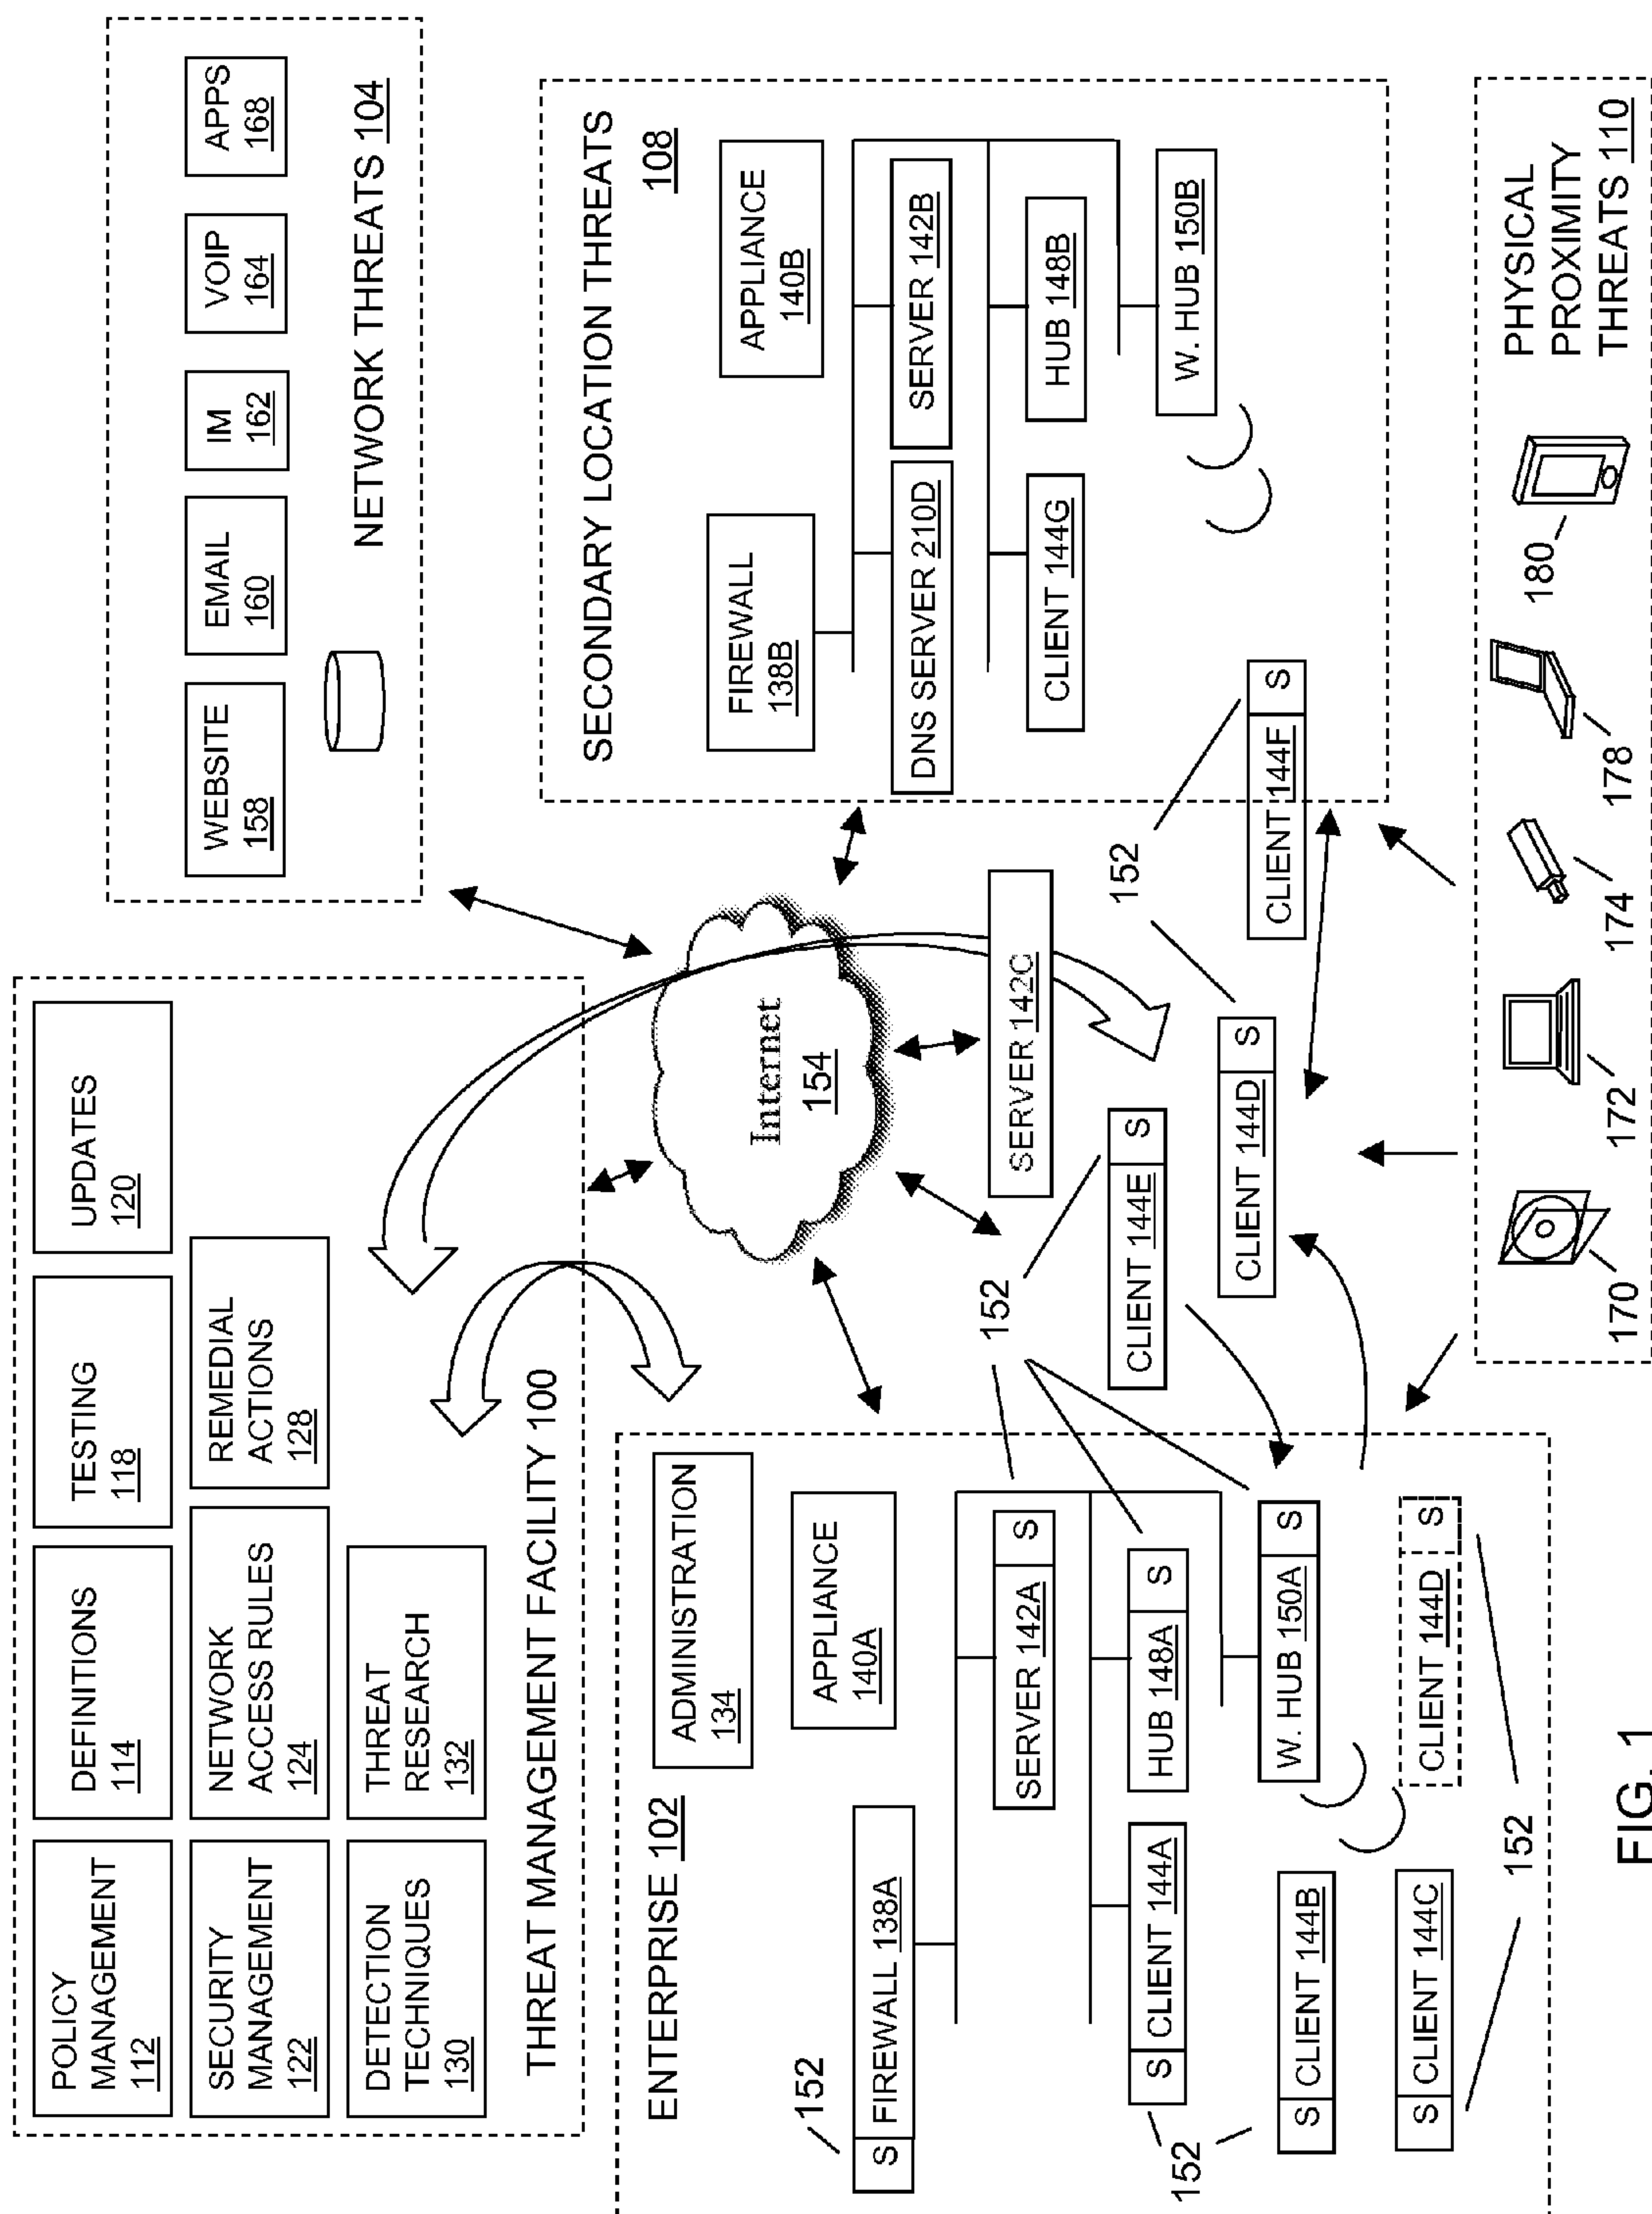 POLICY
MANAGEMENT
112
DEFINITIONS
114
TESTING
118
UPDATES
120
SECURITY
MANAGEMENT
122
NETWORK
ACCESS RULES
124
REMEDIAL
ACTIONS
128
DETECTION
TECHNIQUES
130
THREAT
RESEARCH
132
THREAT MANAGEMENT FACILITY 100
WEBSITE
158
EMAIL
160
IM
162
VOIP
164
APPS
168
NETWORK THREATS 104
Internet
154
ENTERPRISE 102
ADMINISTRATION
134
APPLIANCE
140A
152
S FIREWALL 138A
SERVER 142A S
152
S CLIENT 144A
HUB 148A S
152
S CLIENT 144B
W. HUB 150A S
S CLIENT 144C
CLIENT 144D S
152
152
SERVER 142C
CLIENT 144E S
CLIENT 144D S
152
CLIENT 144F S
SECONDARY LOCATION THREATS
108
FIREWALL
138B
APPLIANCE
140B
DNS SERVER 210D
SERVER 142B
CLIENT 144G
HUB 148B
W. HUB 150B
PHYSICAL
PROXIMITY
THREATS 110
170
172
174
178
180
FIG. 1